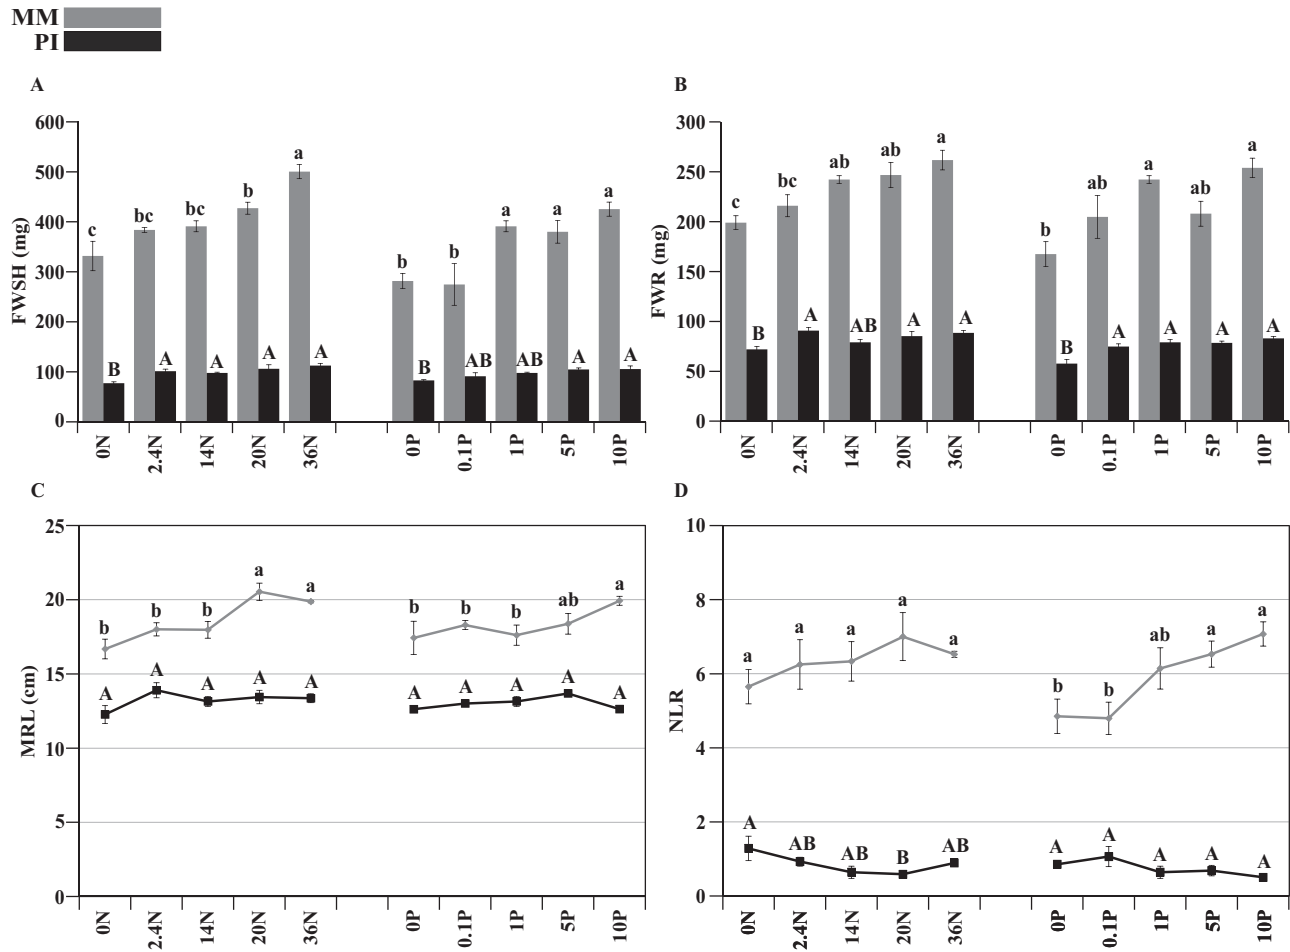 MM
PI
A
600
500
400
300
200
100
0
FWSH (mg)
c bc bc b a b b a a a
B A A A A B AB AB A A
0N 2.4N 14N 20N 36N 0P 0.1P 1P 5P 10P
B
300
250
200
150
100
50
0
FWR (mg)
c bc ab ab a b ab a ab a
B A AB A A B A A A A
0N 2.4N 14N 20N 36N 0P 0.1P 1P 5P 10P
C
25
20
15
10
5
0
MRL (cm)
b b b a a b b b ab a
A A A A A A A A A A
0N 2.4N 14N 20N 36N 0P 0.1P 1P 5P 10P
D
10
8
6
4
2
0
NLR
a a a a a b b ab a a
A AB AB B AB A A A A A
0N 2.4N 14N 20N 36N 0P 0.1P 1P 5P 10P